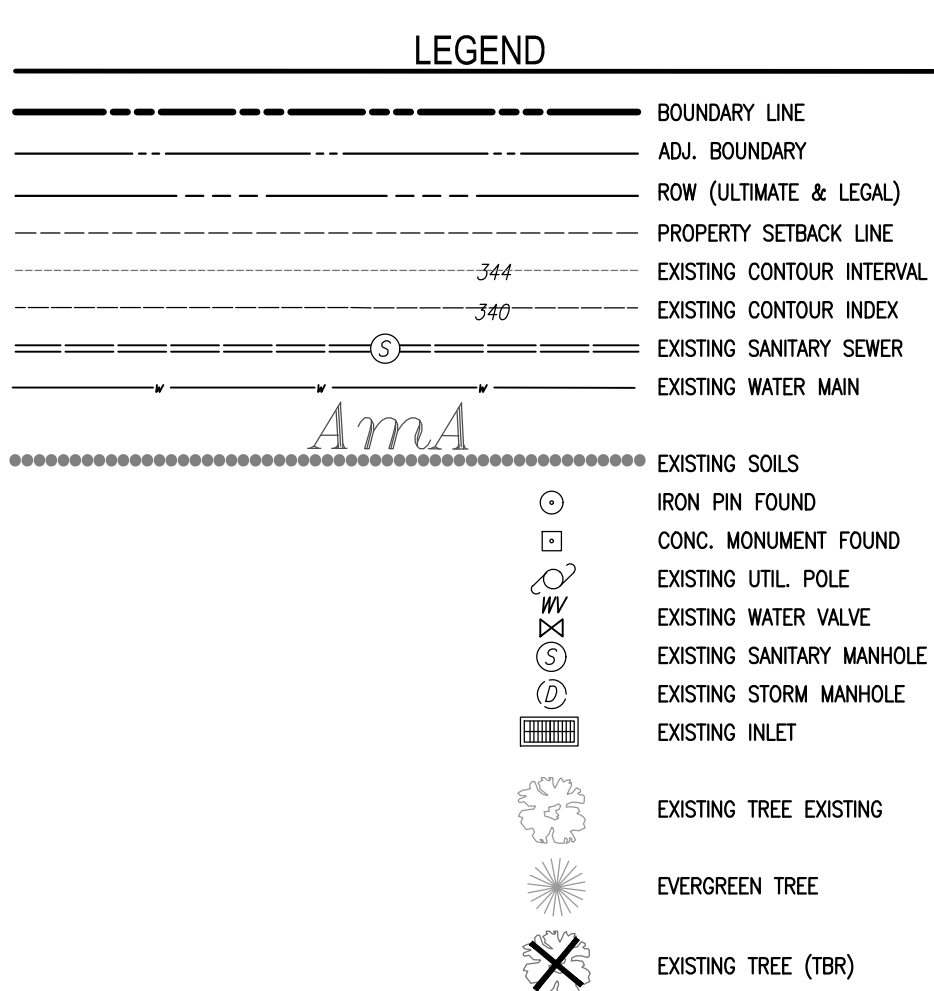 LEGEND
BOUNDARY LINE
ADJ. BOUNDARY
ROW (ULTIMATE & LEGAL)
PROPERTY SETBACK LINE
344 EXISTING CONTOUR INTERVAL
340 EXISTING CONTOUR INDEX
S EXISTING SANITARY SEWER
W W W EXISTING WATER MAIN
AmA
EXISTING SOILS
IRON PIN FOUND
CONC. MONUMENT FOUND
EXISTING UTIL. POLE
WV
EXISTING WATER VALVE
S EXISTING SANITARY MANHOLE
D EXISTING STORM MANHOLE
EXISTING INLET
EXISTING TREE EXISTING
EVERGREEN TREE
EXISTING TREE (TBR)